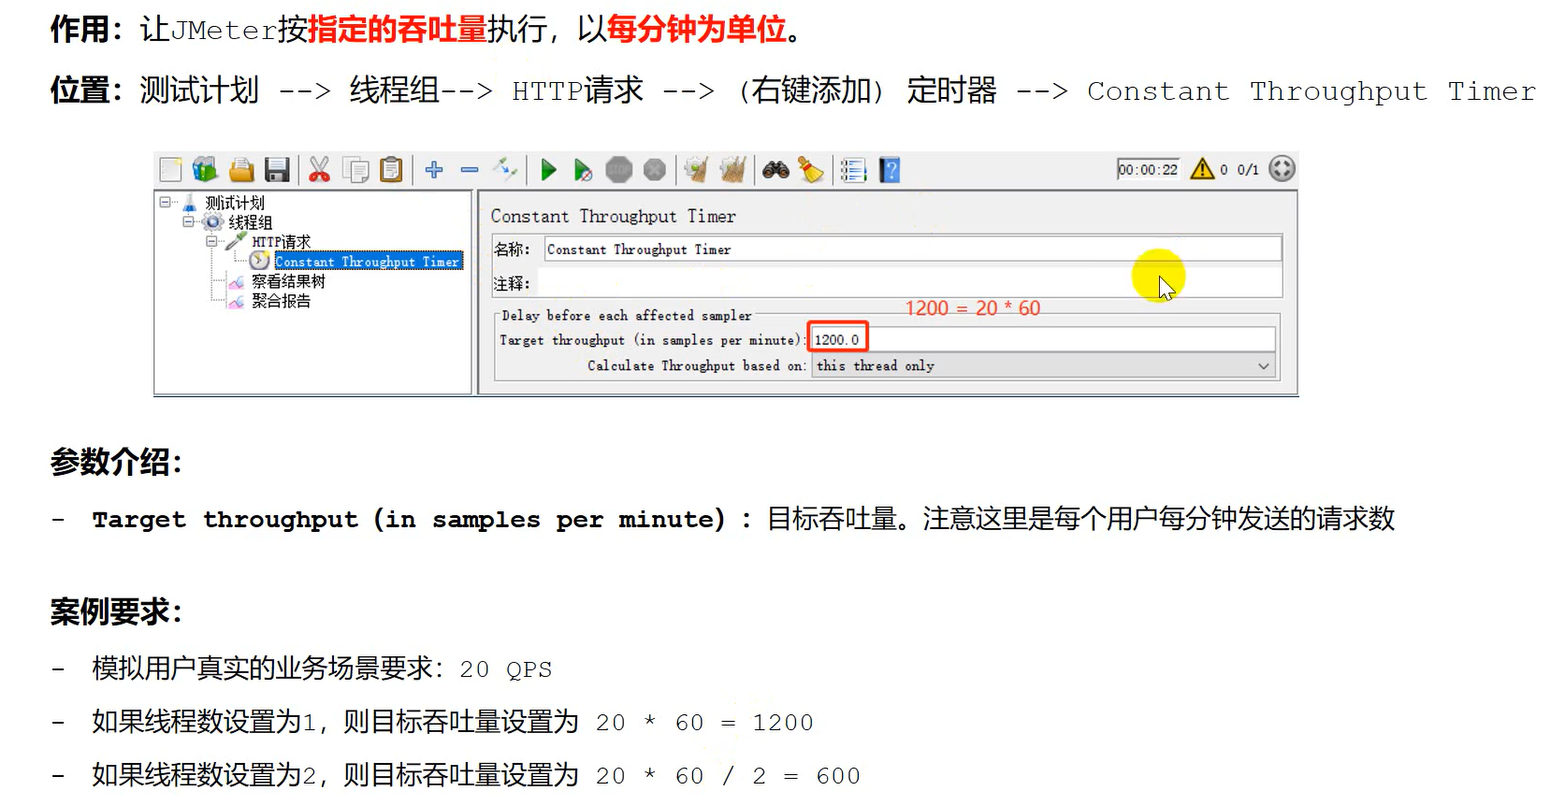 作用：让JMeter按指定的吞吐量执行，以每分钟为单位。
位置：测试计划 --> 线程组--> HTTP请求 --> （右键添加） 定时器 --> Constant Throughput Timer
00:00:22 0 0/1
测试计划
线程组
HTTP请求
Constant Throughput Timer
察看结果树
聚合报告
Constant Throughput Timer
名称: Constant Throughput Timer
注释:
1200 = 20 * 60
Delay before each affected sampler
Target throughput (in samples per minute): 1200.0
Calculate Throughput based on: this thread only
参数介绍：
- Target throughput（in samples per minute）：目标吞吐量。注意这里是每个用户每分钟发送的请求数
案例要求：
- 模拟用户真实的业务场景要求：20 QPS
- 如果线程数设置为1，则目标吞吐量设置为 20 * 60 = 1200
- 如果线程数设置为2，则目标吞吐量设置为 20 * 60 / 2 = 600